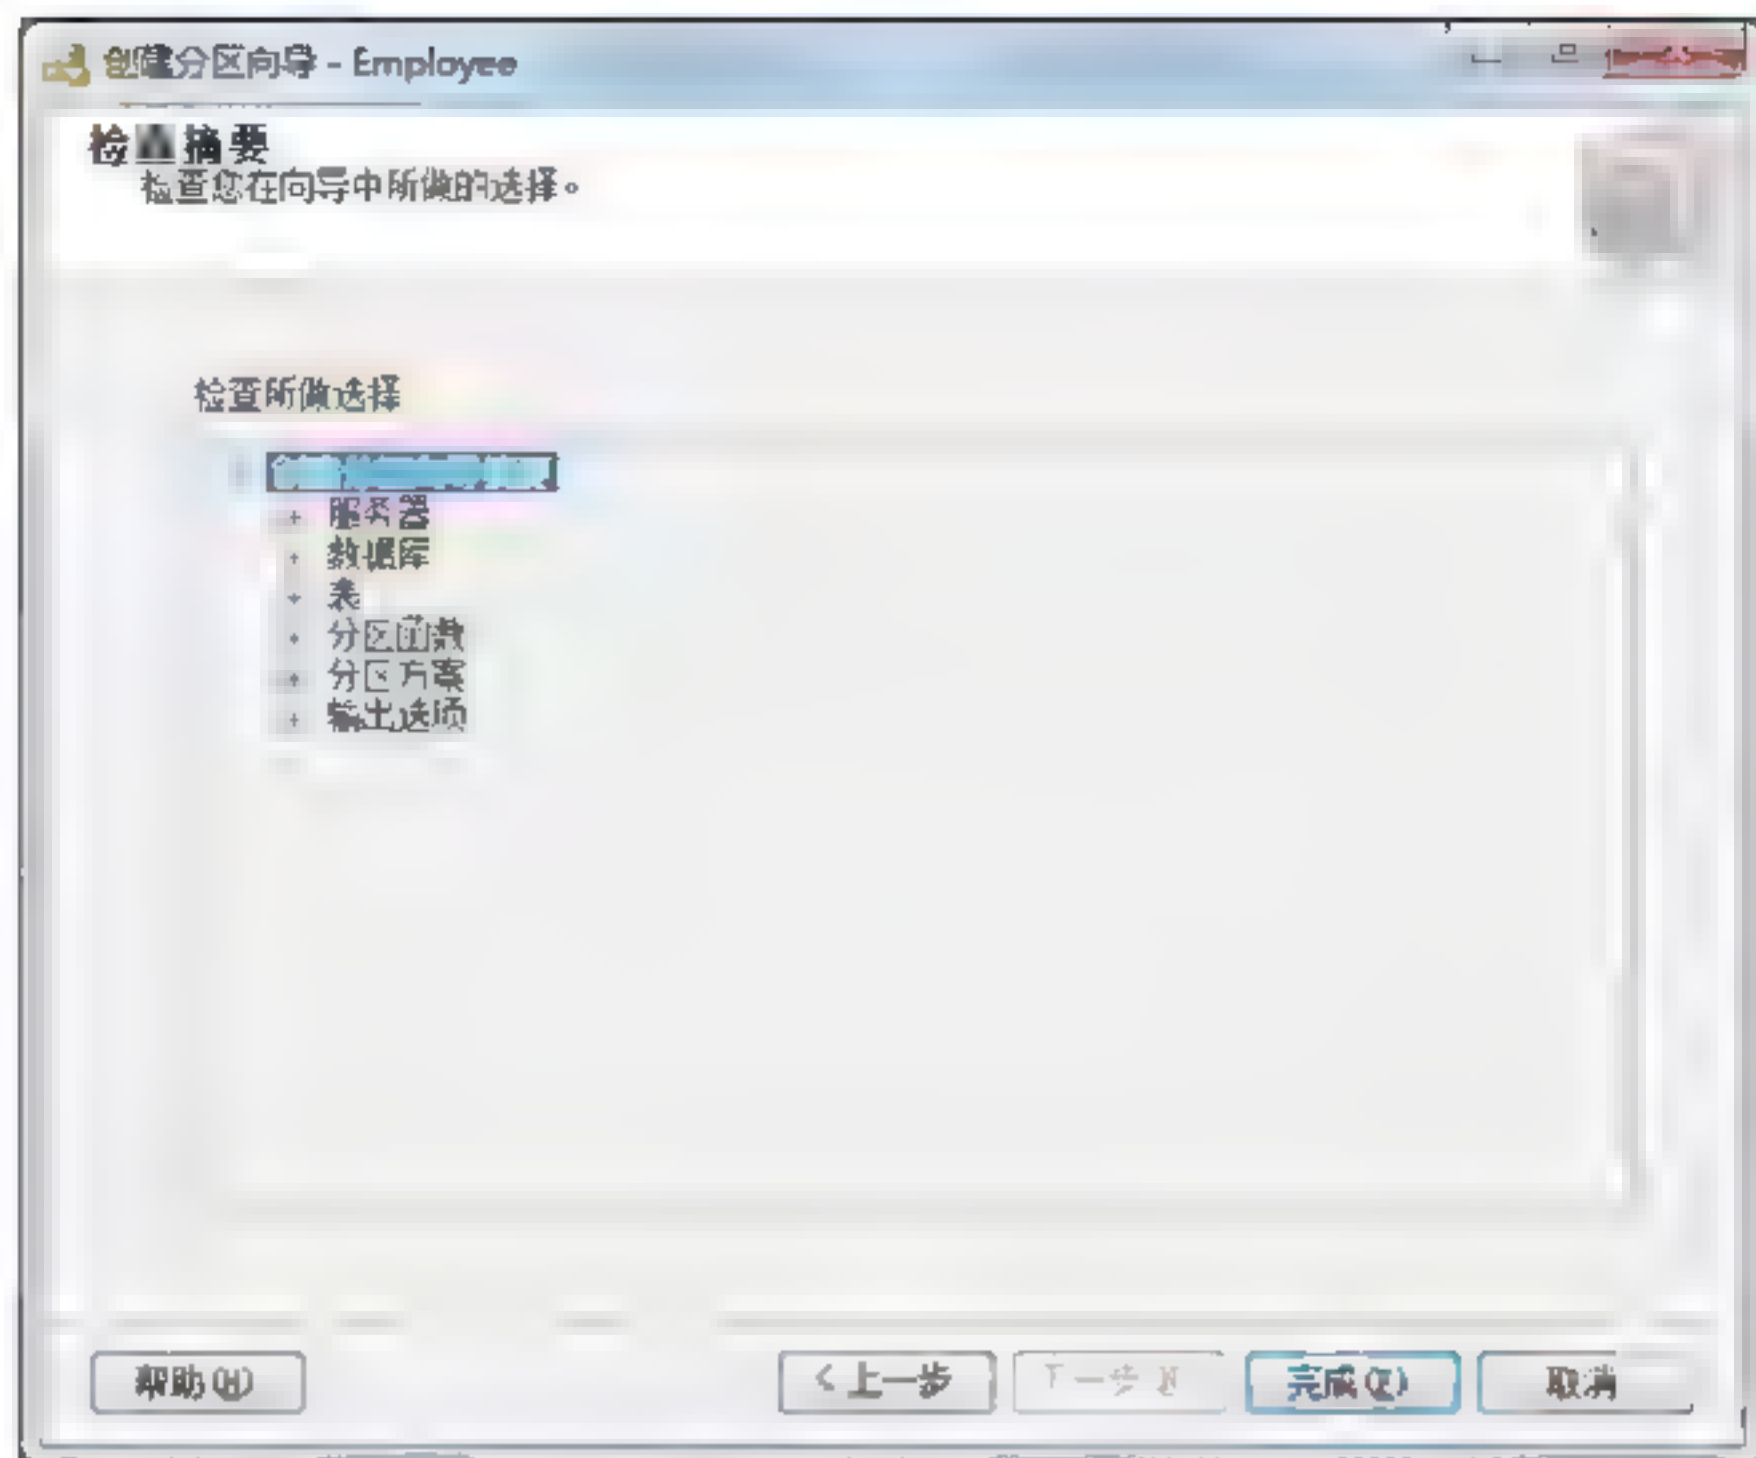 创建分区向导 - Employee
检查摘要
检查您在向导中所做的选择。
检查所做选择
服务器
数据库
表
分区函数
分区方案
输出选项
帮助(H)
< 上一步
下一步
完成(F)
取消